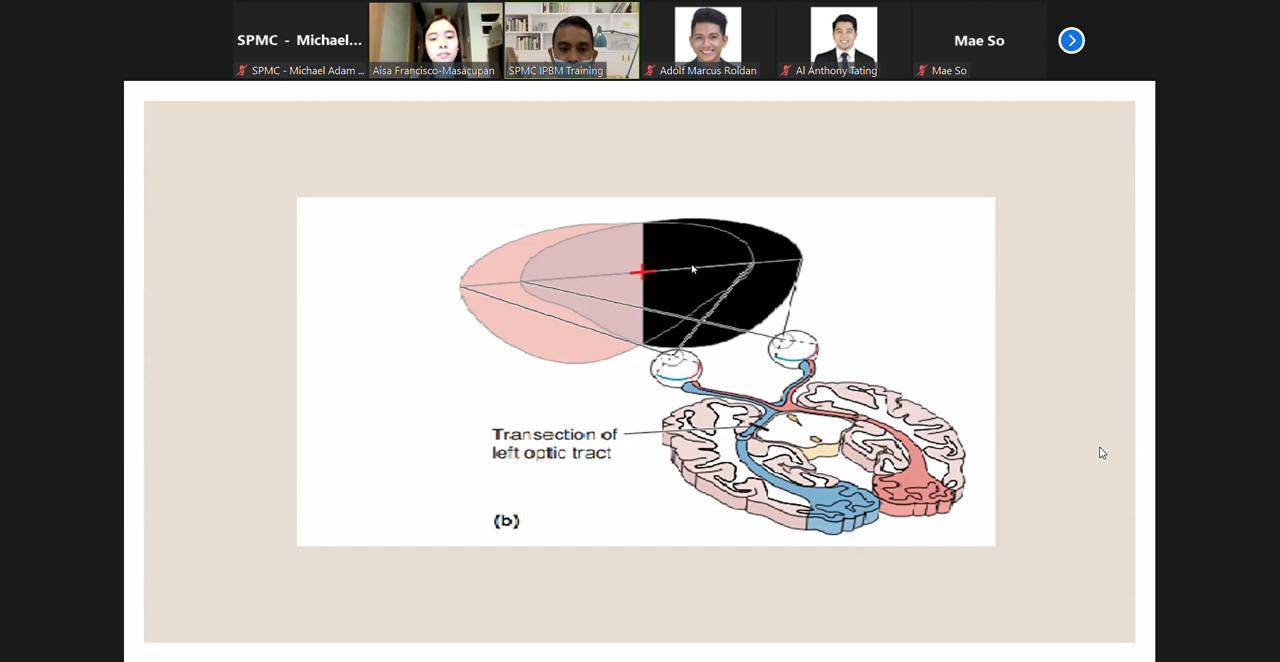 SPMC - Michael...
Mae So
SPMC - Michael Adam ...
Aisa Francisco-Masacupan
SPMC IPBM Training
Adolf Marcus Roldan
Al Anthony Tating
Mae So
Transection of
left optic tract
(b)